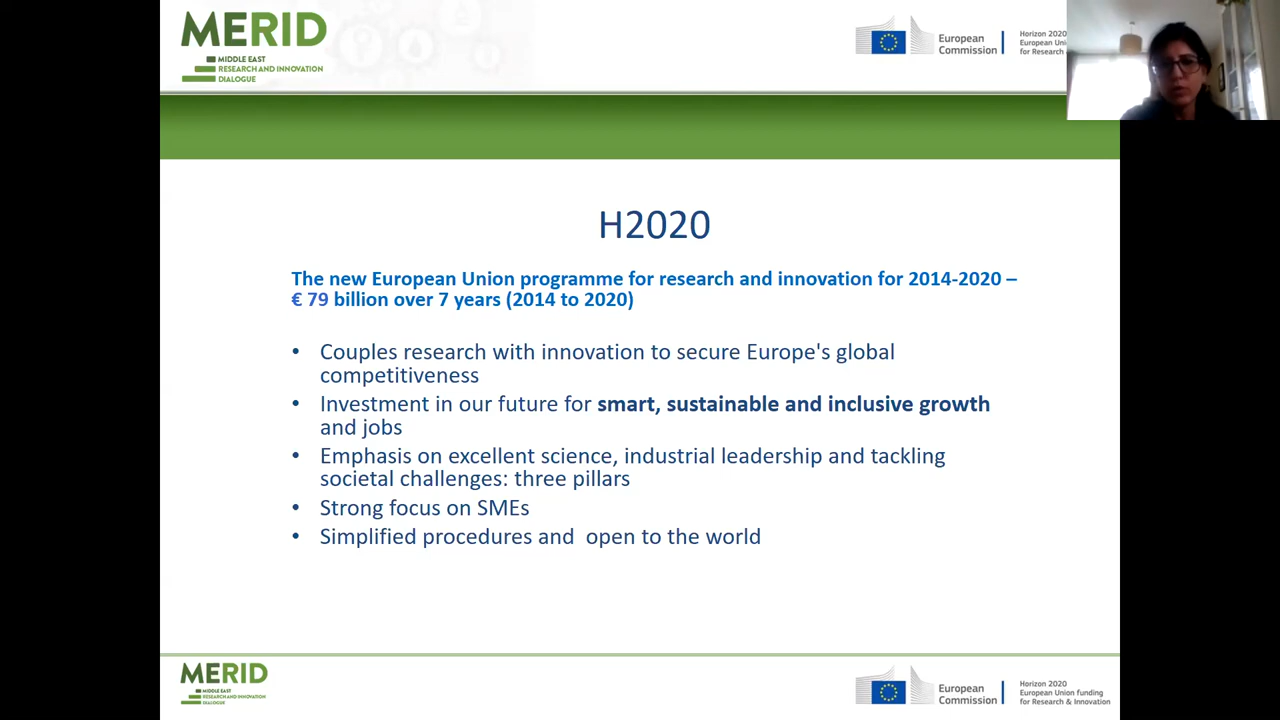 MERID
MIDDLE EAST
RESEARCH AND INNOVATION
DIALOGUE
European
Commission
Horizon 2020
European Un
for Research
H2020
The new European Union programme for research and innovation for 2014-2020 –
€ 79 billion over 7 years (2014 to 2020)
• Couples research with innovation to secure Europe's global
competitiveness
• Investment in our future for smart, sustainable and inclusive growth
and jobs
• Emphasis on excellent science, industrial leadership and tackling
societal challenges: three pillars
• Strong focus on SMEs
• Simplified procedures and  open to the world
MERID
MIDDLE EAST
RESEARCH AND INNOVATION
DIALOGUE
European
Commission
Horizon 2020
European Union funding
for Research & Innovation